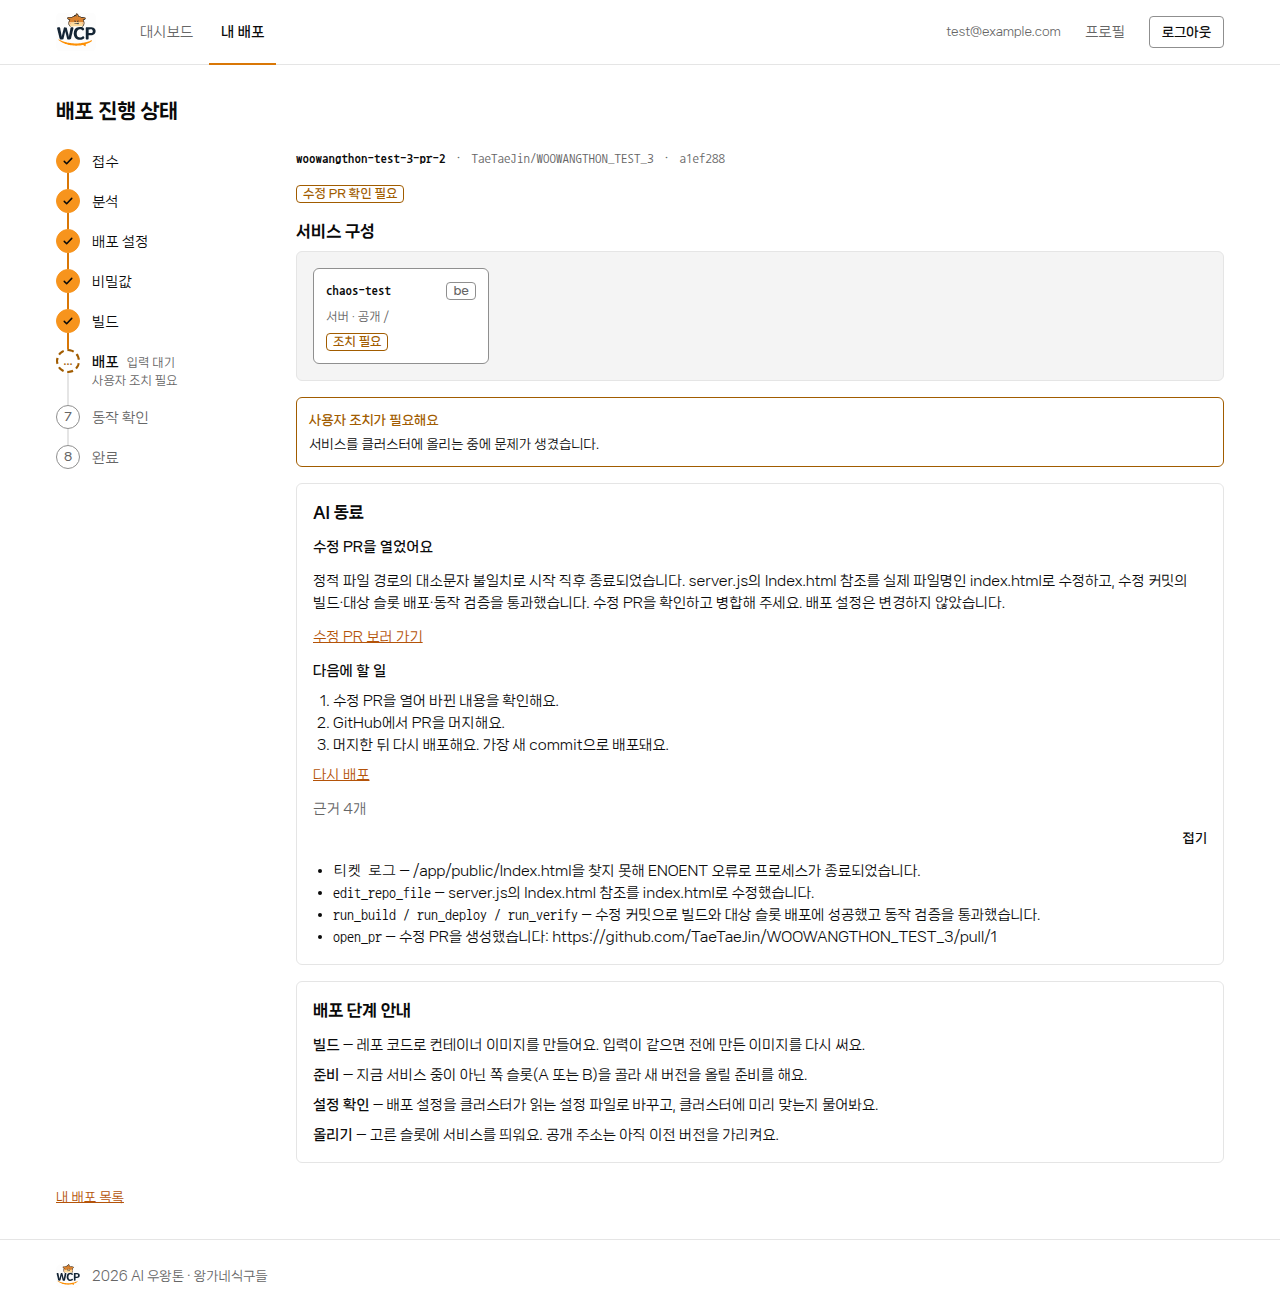 WCP
대시보드
내 배포
test@example.com
프로필
로그아웃
배포 진행 상태
접수
분석
배포 설정
비밀값
빌드
배포 입력 대기
사용자 조치 필요
7 동작 확인
8 완료
woowangthon-test-3-pr-2 · TaeTaeJin/WOOWANGTHON_TEST_3 · a1ef288
수정 PR 확인 필요
서비스 구성
chaos-test be
서버 · 공개 /
조치 필요
사용자 조치가 필요해요
서비스를 클러스터에 올리는 중에 문제가 생겼습니다.
AI 동료
수정 PR을 열었어요
정적 파일 경로의 대소문자 불일치로 시작 직후 종료되었습니다. server.js의 Index.html 참조를 실제 파일명인 index.html로 수정하고, 수정 커밋의
빌드·대상 슬롯 배포·동작 검증을 통과했습니다. 수정 PR을 확인하고 병합해 주세요. 배포 설정은 변경하지 않았습니다.
수정 PR 보러 가기
다음에 할 일
1. 수정 PR을 열어 바뀐 내용을 확인해요.
2. GitHub에서 PR을 머지해요.
3. 머지한 뒤 다시 배포해요. 가장 새 commit으로 배포돼요.
다시 배포
근거 4개
접기
• 티켓 로그 — /app/public/Index.html을 찾지 못해 ENOENT 오류로 프로세스가 종료되었습니다.
• edit_repo_file — server.js의 Index.html 참조를 index.html로 수정했습니다.
• run_build / run_deploy / run_verify — 수정 커밋으로 빌드와 대상 슬롯 배포에 성공했고 동작 검증을 통과했습니다.
• open_pr — 수정 PR을 생성했습니다: https://github.com/TaeTaeJin/WOOWANGTHON_TEST_3/pull/1
배포 단계 안내
빌드 — 레포 코드로 컨테이너 이미지를 만들어요. 입력이 같으면 전에 만든 이미지를 다시 써요.
준비 — 지금 서비스 중이 아닌 쪽 슬롯(A 또는 B)을 골라 새 버전을 올릴 준비를 해요.
설정 확인 — 배포 설정을 클러스터가 읽는 설정 파일로 바꾸고, 클러스터에 미리 맞는지 물어봐요.
올리기 — 고른 슬롯에 서비스를 띄워요. 공개 주소는 아직 이전 버전을 가리켜요.
내 배포 목록
WCP 2026 AI 우왕톤 · 왕가네식구들